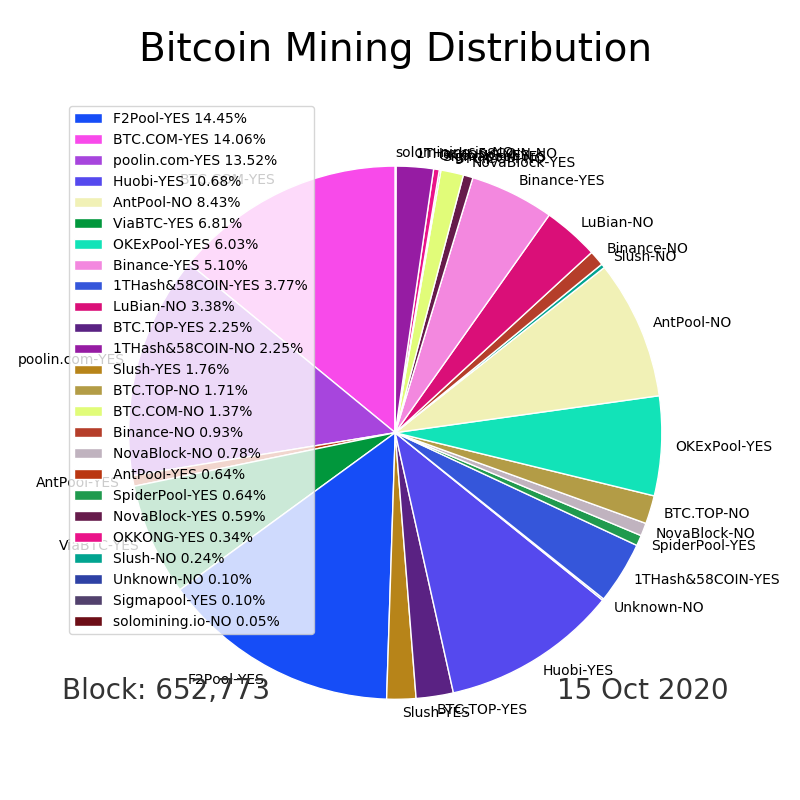 Bitcoin Mining Distribution
F2Pool-YES 14.45%
BTC.COM-YES 14.06%
poolin.com-YES 13.52%
Huobi-YES 10.68%
AntPool-NO 8.43%
ViaBTC-YES 6.81%
OKExPool-YES 6.03%
Binance-YES 5.10%
1THash&58COIN-YES 3.77%
LuBian-NO 3.38%
BTC.TOP-YES 2.25%
1THash&58COIN-NO 2.25%
Slush-YES 1.76%
BTC.TOP-NO 1.71%
BTC.COM-NO 1.37%
Binance-NO 0.93%
NovaBlock-NO 0.78%
AntPool-YES 0.64%
SpiderPool-YES 0.64%
NovaBlock-YES 0.59%
OKKONG-YES 0.34%
Slush-NO 0.24%
Unknown-NO 0.10%
Sigmapool-YES 0.10%
solomining.io-NO 0.05%
NovaBlock-YES
Binance-YES
LuBian-NO
Binance-NO
Slush-NO
AntPool-NO
OKExPool-YES
BTC.TOP-NO
NovaBlock-NO
SpiderPool-YES
1THash&58COIN-YES
Unknown-NO
Huobi-YES
BTC.TOP-YES
Slush-YES
F2Pool-YES
ViaBTC-YES
AntPool-YES
poolin.com-YES
BTC.COM-YES
Block: 652,773
15 Oct 2020